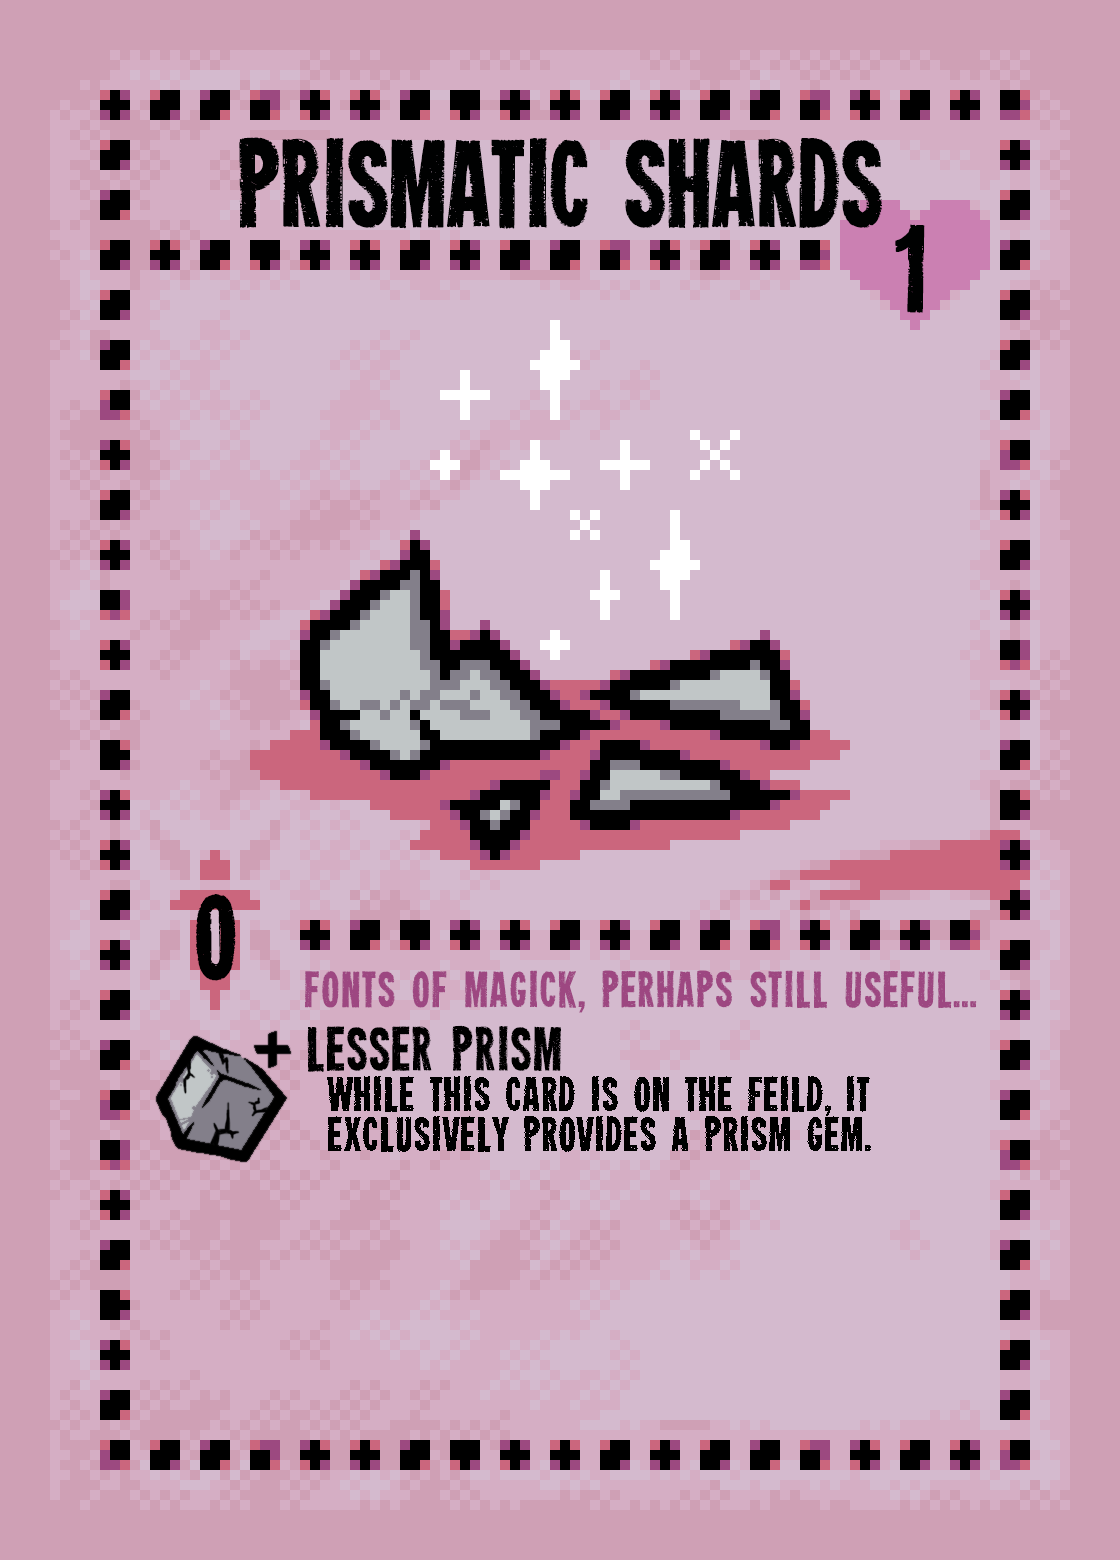 PRISMATIC SHARDS
1
0
FONTS OF MAGICK, PERHAPS STILL USEFUL...
+ LESSER PRISM
WHILE THIS CARD IS ON THE FEILD, IT
EXCLUSIVELY PROVIDES A PRISM GEM.